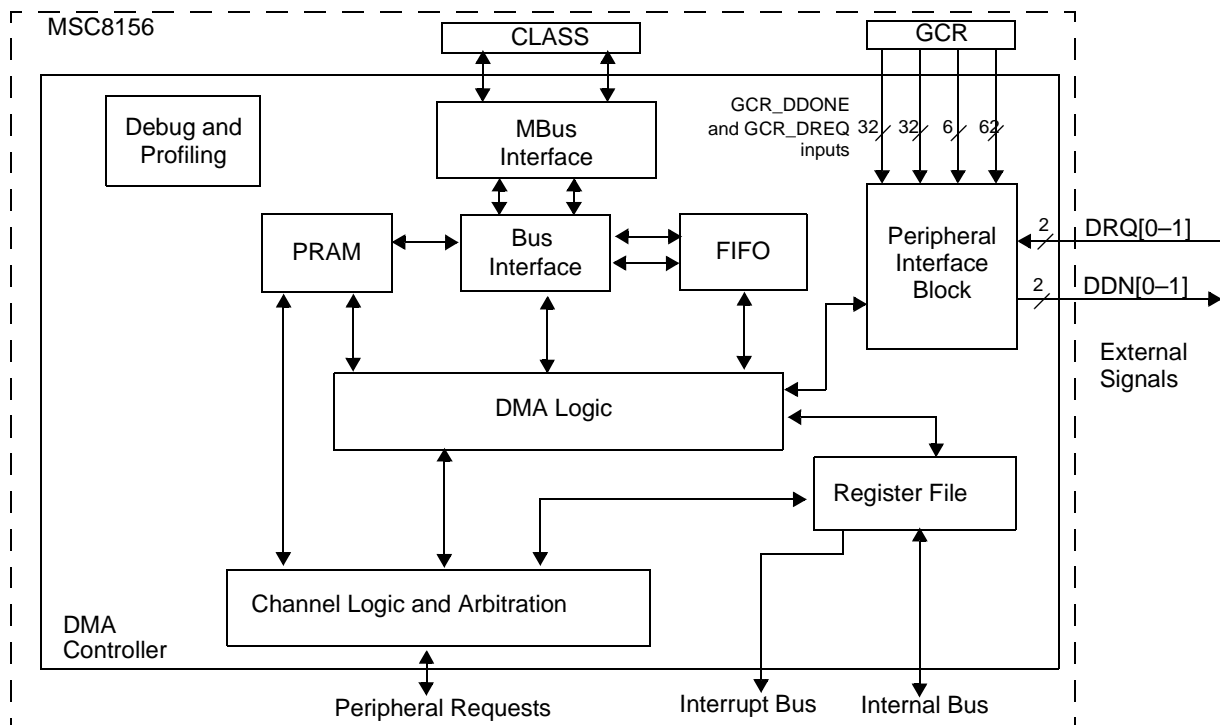 MSC8156
CLASS
GCR
Debug and
Profiling
MBus
Interface
GCR_DDONE
and GCR_DREQ
inputs
32
32
6
62
PRAM
Bus
Interface
FIFO
Peripheral
Interface
Block
2
DRQ[0–1]
2
DDN[0–1]
External
Signals
DMA Logic
Register File
Channel Logic and Arbitration
DMA
Controller
Peripheral Requests
Interrupt Bus
Internal Bus